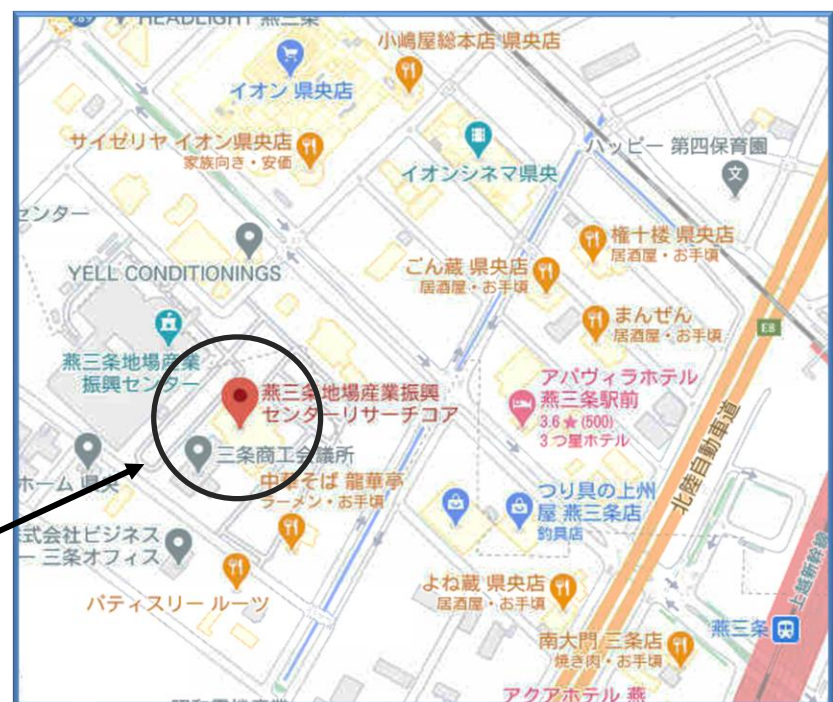 289
HEADLIGHT 燕三条
小嶋屋総本店 県央店
イオン 県央店
サイゼリヤ イオン県央店
家族向き・安価
イオンシネマ県央
ハッピー 第四保育園
文
センター
権十楼 県央店
居酒屋・お手頃
YELL CONDITIONINGS
ごん蔵 県央店
居酒屋・お手頃
まんぜん
居酒屋・お手頃
E8
燕三条地場産業
振興センター
燕三条地場産業振興
センターリサーチコア
アパヴィラホテル
燕三条駅前
3.6★(500)
3 つ星ホテル
北陸自動車道
三条商工会議所
ホーム 県央
中華そば 龍華亭
ラーメン・お手頃
つり具の上州
屋 燕三条店
釣具店
式会社ビジネス
ー 三条オフィス
上越新幹線
パティスリー ルーツ
よね蔵 県央店
居酒屋・お手頃
燕三条
南大門 三条店
焼き肉・お手頃
アクアホテル 燕